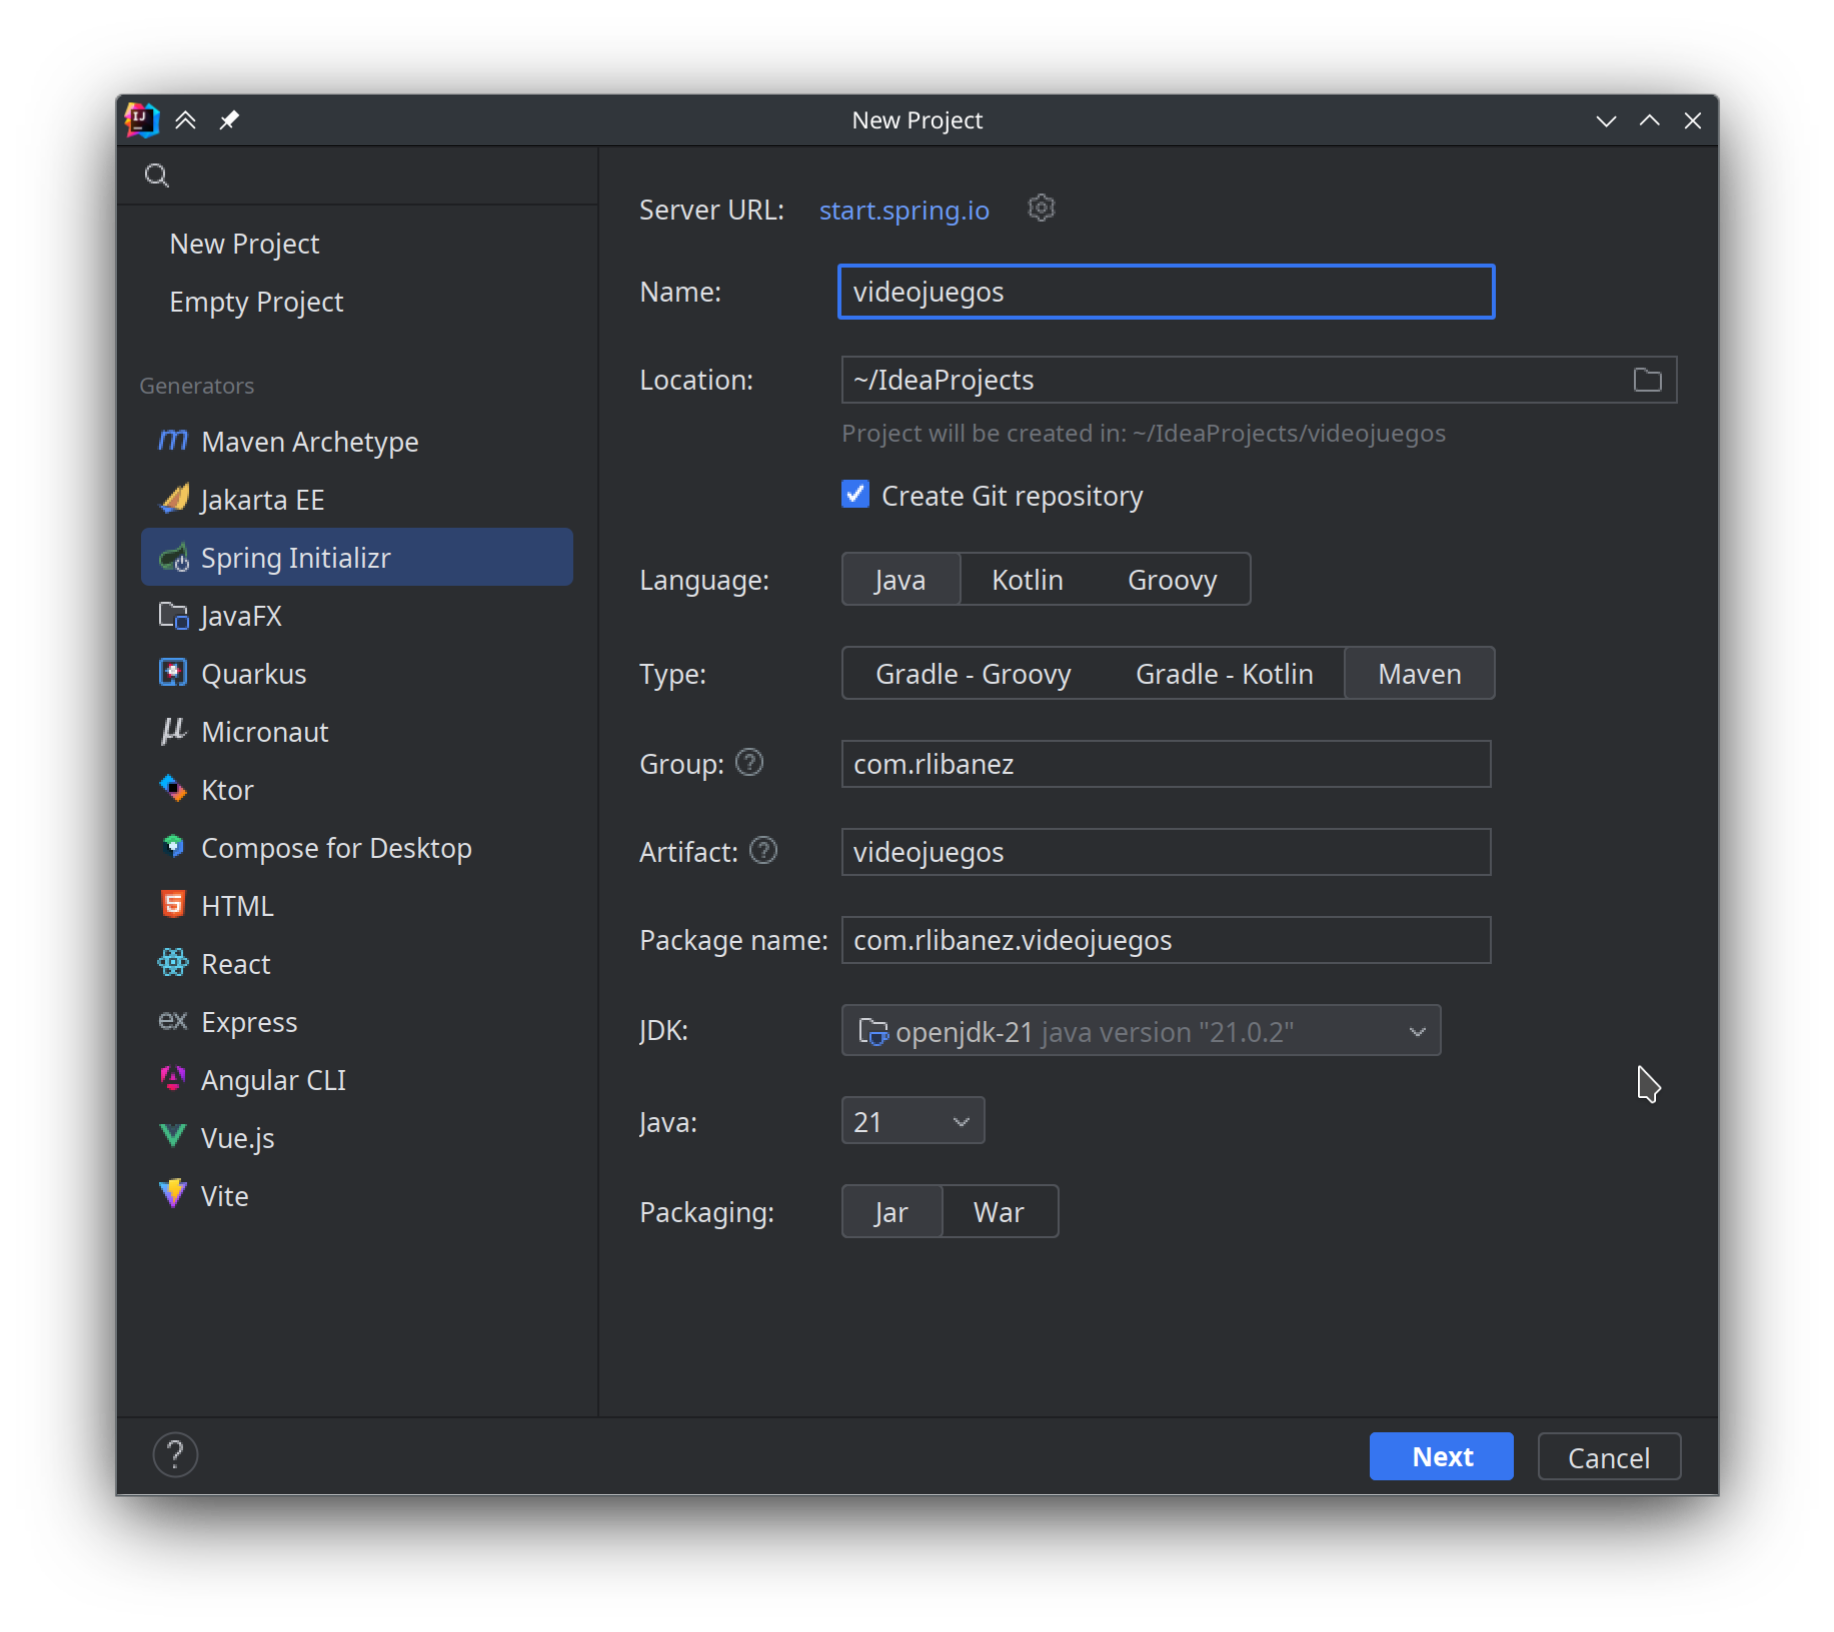 New Project
New Project
Empty Project
Generators
Maven Archetype
Jakarta EE
Spring Initializr
JavaFX
Quarkus
Micronaut
Ktor
Compose for Desktop
HTML
React
Express
Angular CLI
Vue.js
Vite
Server URL: start.spring.io
Name: videojuegos
Location: ~/IdeaProjects
Project will be created in: ~/IdeaProjects/videojuegos
Create Git repository
Language: Java Kotlin Groovy
Type: Gradle - Groovy Gradle - Kotlin Maven
Group: com.rlibanez
Artifact: videojuegos
Package name: com.rlibanez.videojuegos
JDK: openjdk-21 java version "21.0.2"
Java: 21
Packaging: Jar War
Next Cancel